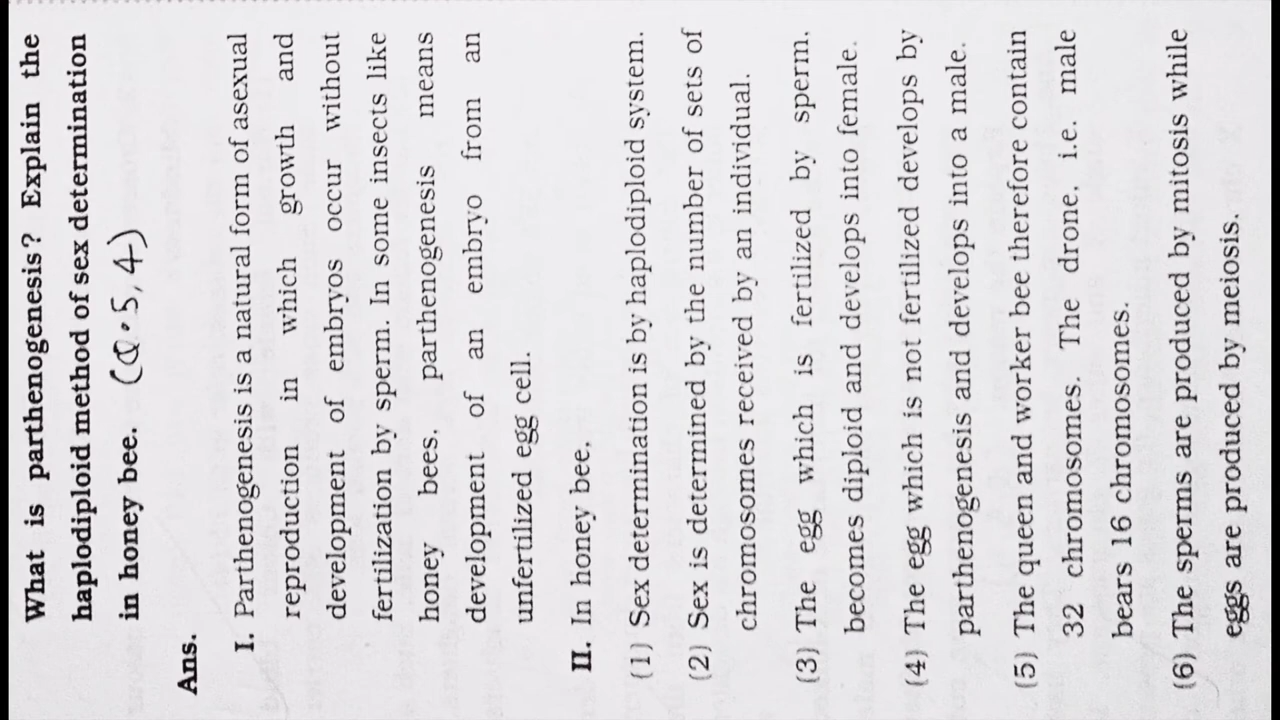 What is parthenogenesis? Explain the
haplodiploid method of sex determination
in honey bee. (Q.5, 4)
Ans.
I. Parthenogenesis is a natural form of asexual
reproduction in which growth and
development of embryos occur without
fertilization by sperm. In some insects like
honey bees, parthenogenesis means
development of an embryo from an
unfertilized egg cell.
II. In honey bee,
(1) Sex determination is by haplodiploid system.
(2) Sex is determined by the number of sets of
chromosomes received by an individual.
(3) The egg which is fertilized by sperm,
becomes diploid and develops into female.
(4) The egg which is not fertilized develops by
parthenogenesis and develops into a male.
(5) The queen and worker bee therefore contain
32 chromosomes. The drone, i.e. male
bears 16 chromosomes.
(6) The sperms are produced by mitosis while
eggs are produced by meiosis.